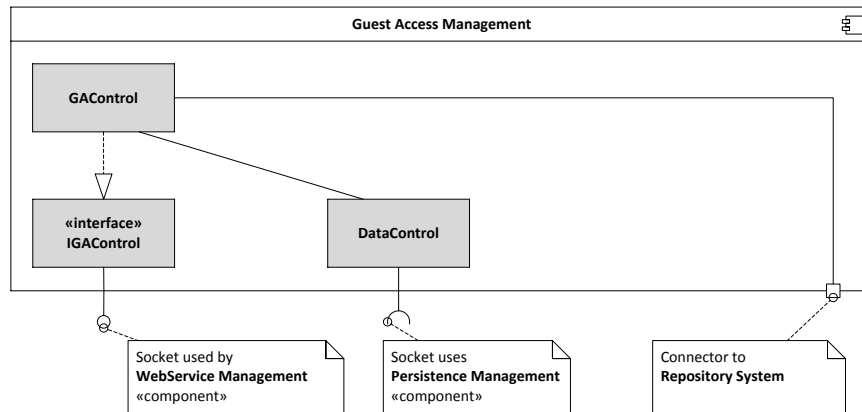 Guest Access Management
GAControl
«interface»
IGAControl
DataControl
Socket used by
WebService Management
«component»
Socket uses
Persistence Management
«component»
Connector to
Repository System